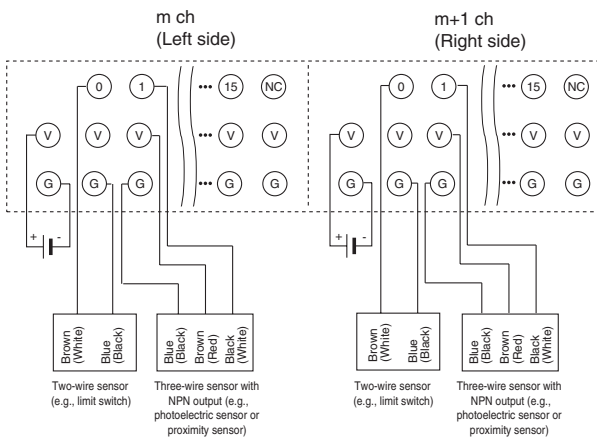 m ch
(Left side)
m+1 ch
(Right side)
0 1 ••• 15 NC
0 1 ••• 15 NC
V V V ••• V V
V V V ••• V V
G G G ••• G G
G G G ••• G G
+ -
+ -
Brown
(White)
Blue
(Black)
Blue
(Black)
Brown
(Red)
Black
(White)
Brown
(White)
Blue
(Black)
Blue
(Black)
Brown
(Red)
Black
(White)
Two-wire sensor
(e.g., limit switch)
Three-wire sensor with
NPN output (e.g.,
photoelectric sensor or
proximity sensor)
Two-wire sensor
(e.g., limit switch)
Three-wire sensor with
NPN output (e.g.,
photoelectric sensor or
proximity sensor)